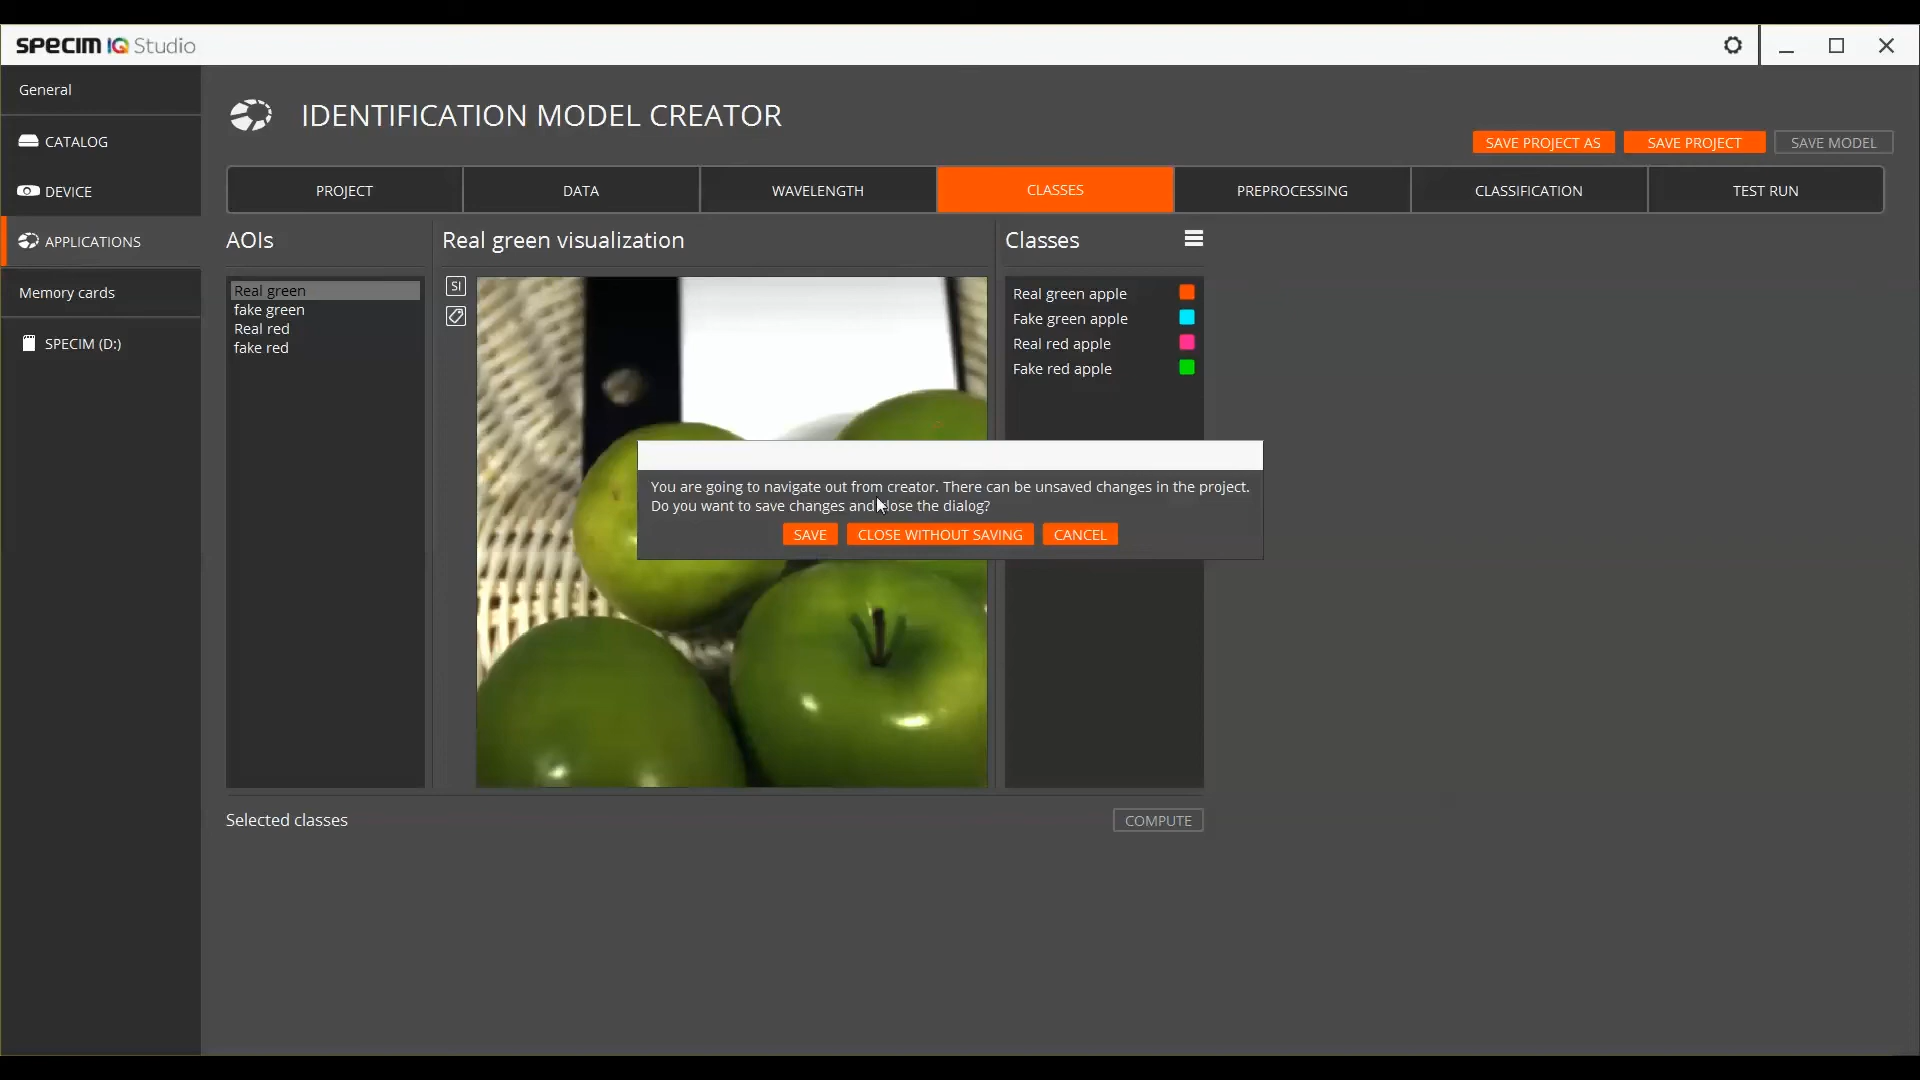 SPECIM IQ Studio
General
CATALOG
DEVICE
APPLICATIONS
Memory cards
SPECIM (D:)
IDENTIFICATION MODEL CREATOR
SAVE PROJECT AS
SAVE PROJECT
SAVE MODEL
PROJECT
DATA
WAVELENGTH
CLASSES
PREPROCESSING
CLASSIFICATION
TEST RUN
AOIs
Real green
fake green
Real red
fake red
Real green visualization
SI
Classes
Real green apple
Fake green apple
Real red apple
Fake red apple
You are going to navigate out from creator. There can be unsaved changes in the project.
Do you want to save changes and close the dialog?
SAVE
CLOSE WITHOUT SAVING
CANCEL
Selected classes
COMPUTE